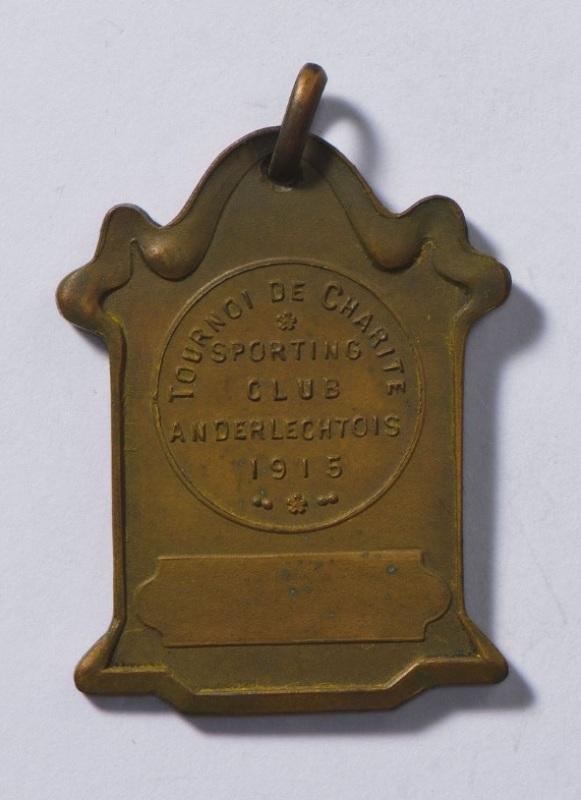 TOURNOI DE CHARITE
SPORTING
CLUB
ANDERLECHTOIS
1915